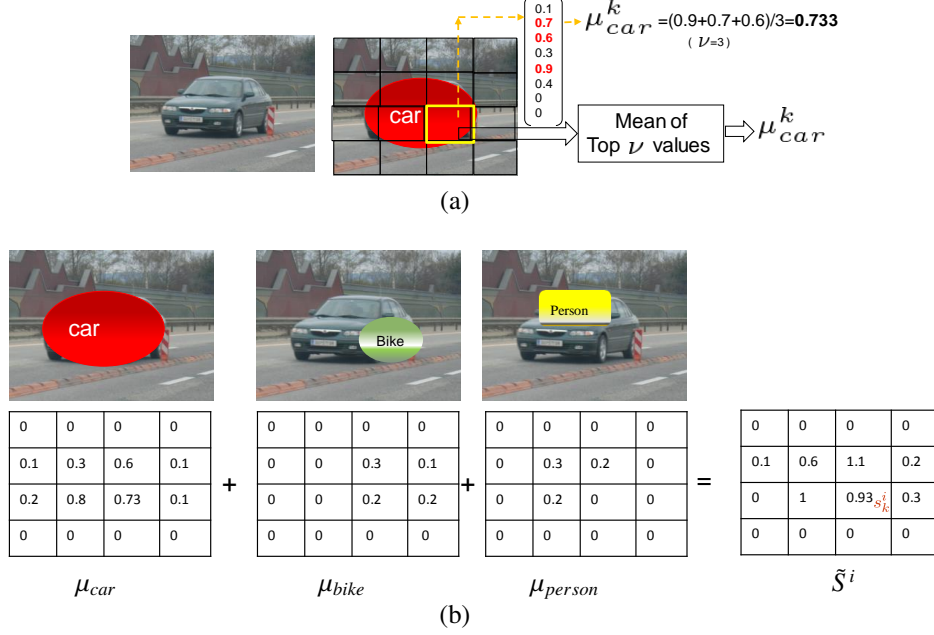 0.1
0.7
0.6
0.3
0.9
0.4
0
0
μ^k_car =(0.9+0.7+0.6)/3=0.733
( ν=3)
car
Mean of
Top ν values
μ^k_car
(a)
car
Bike
Person
0 0 0 0
0.1 0.3 0.6 0.1
0.2 0.8 0.73 0.1
0 0 0 0
+
0 0 0 0
0 0 0.3 0.1
0 0 0.2 0.2
0 0 0 0
+
0 0 0 0
0 0.3 0.2 0
0 0.2 0 0
0 0 0 0
=
0 0 0 0
0.1 0.6 1.1 0.2
0 1 0.93 s^i_k 0.3
0 0 0 0
μ_car
μ_bike
μ_person
S̃^i
(b)